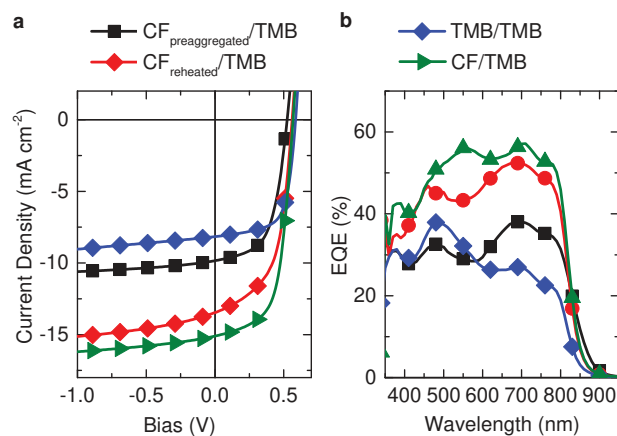 a
CFpreaggregated/TMB
CFreheated/TMB
b
TMB/TMB
CF/TMB
0
-5
-10
-15
Current Density (mA cm-2)
-1.0 -0.5 0.0 0.5
Bias (V)
60
40
20
0
EQE (%)
400 500 600 700 800 900
Wavelength (nm)